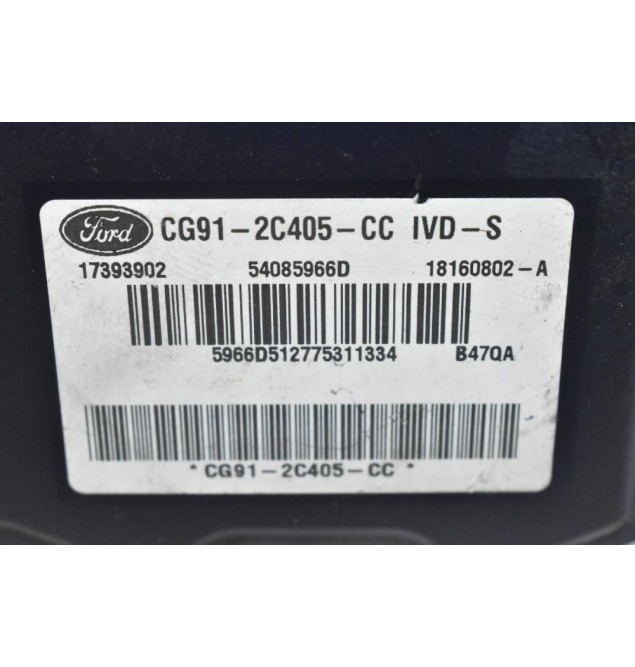 Ford CG91-2C405-CC IVD-S
17393902 54085966D 18160802-A
5966D512775311334 B47QA
* CG91-2C405-CC *